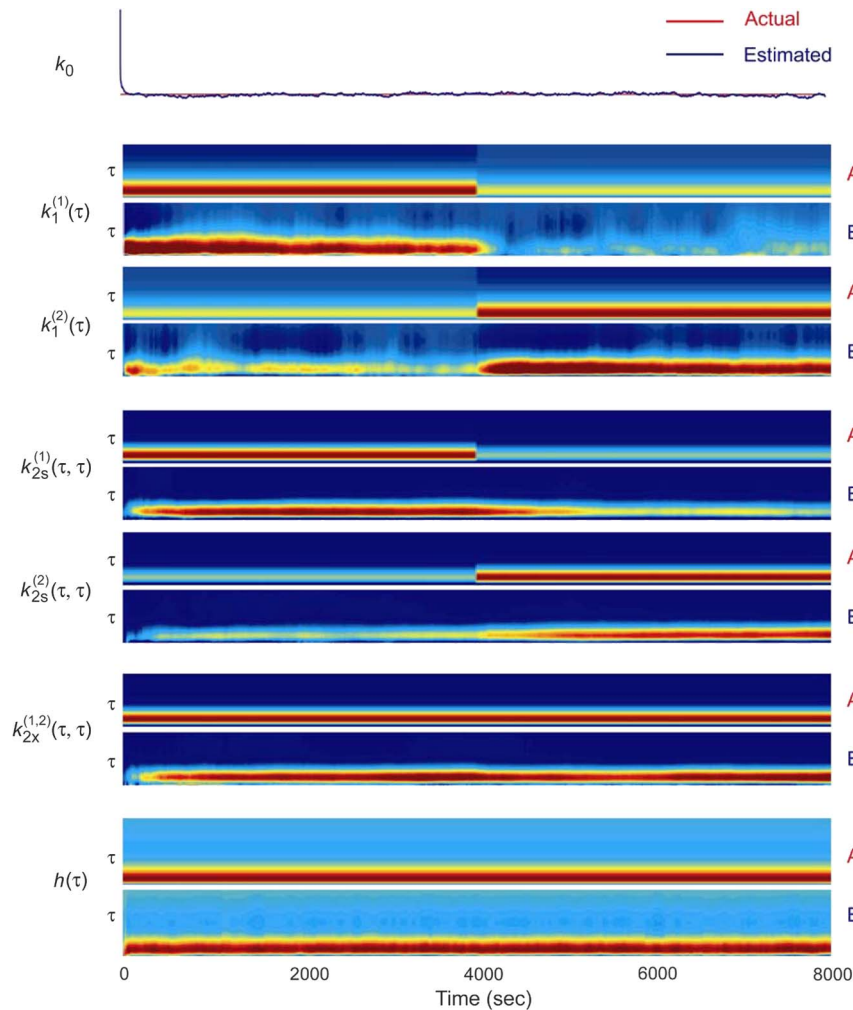 Actual
Estimated
k₀
τ
A
k₁⁽¹⁾(τ)
τ
E
τ
A
k₁⁽²⁾(τ)
τ
E
τ
A
k₂ₛ⁽¹⁾(τ, τ)
τ
E
τ
A
k₂ₛ⁽²⁾(τ, τ)
τ
E
τ
A
k₂ₓ⁽¹,²⁾(τ, τ)
τ
E
τ
A
h(τ)
τ
E
0 2000 4000 6000 8000
Time (sec)